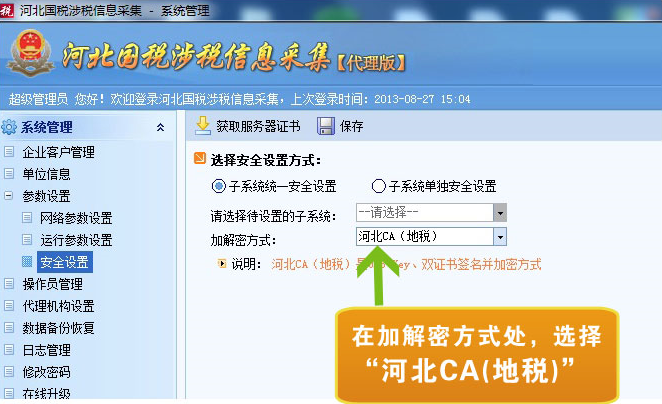 税 河北国税涉税信息采集 - 系统管理
河北国税涉税信息采集【代理版】
超级管理员 您好！欢迎登录河北国税涉税信息采集，上次登录时间：2013-08-27 15:04
系统管理
获取服务器证书 保存
企业客户管理
单位信息
参数设置
网络参数设置
运行参数设置
安全设置
操作员管理
代理机构设置
数据备份恢复
日志管理
修改密码
在线升级
选择安全设置方式：
子系统统一安全设置 子系统单独安全设置
请选择待设置的子系统： --请选择--
加解密方式： 河北CA（地税）
说明： 河北CA（地税）是 Key、双证书签名并加密方式
在加解密方式处，选择
“河北CA(地税)”